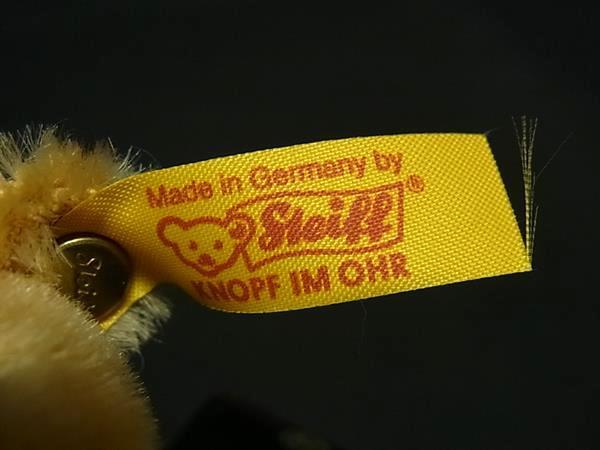 Made in Germany by
Steiff®
KNOPF IM OHR